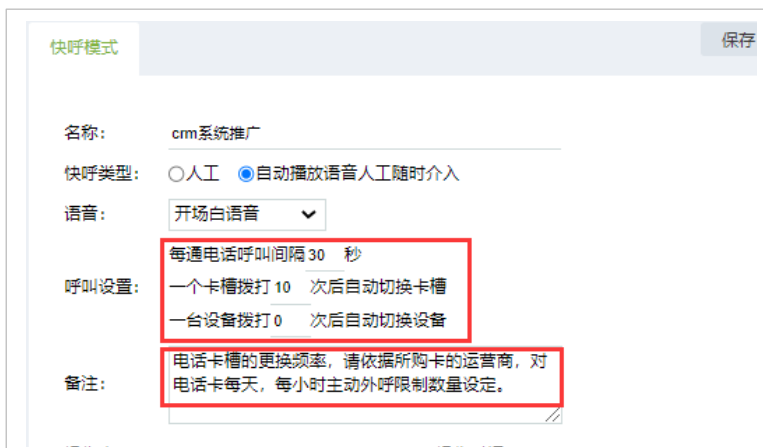 快呼模式
保存
名称： crm系统推广
快呼类型： 人工 自动播放语音人工随时介入
语音： 开场白语音
每通电话呼叫间隔 30 秒
呼叫设置： 一个卡槽拨打 10 次后自动切换卡槽
一台设备拨打 0 次后自动切换设备
电话卡槽的更换频率，请依据所购卡的运营商，对
备注： 电话卡每天，每小时主动外呼限制数量设定。